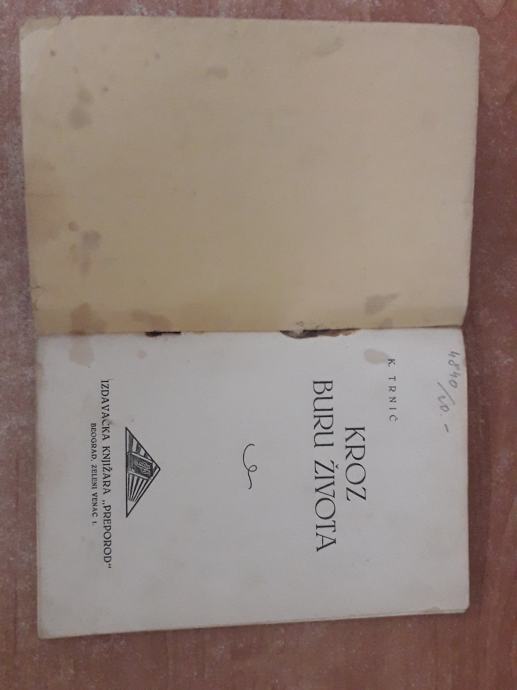 4840/20.-
K. TRNIĆ
KROZ
BURU ŽIVOTA
IZDAVAČKA KNJIŽARA „PREPOROD“
BEOGRAD, ZELENI VENAC 1.